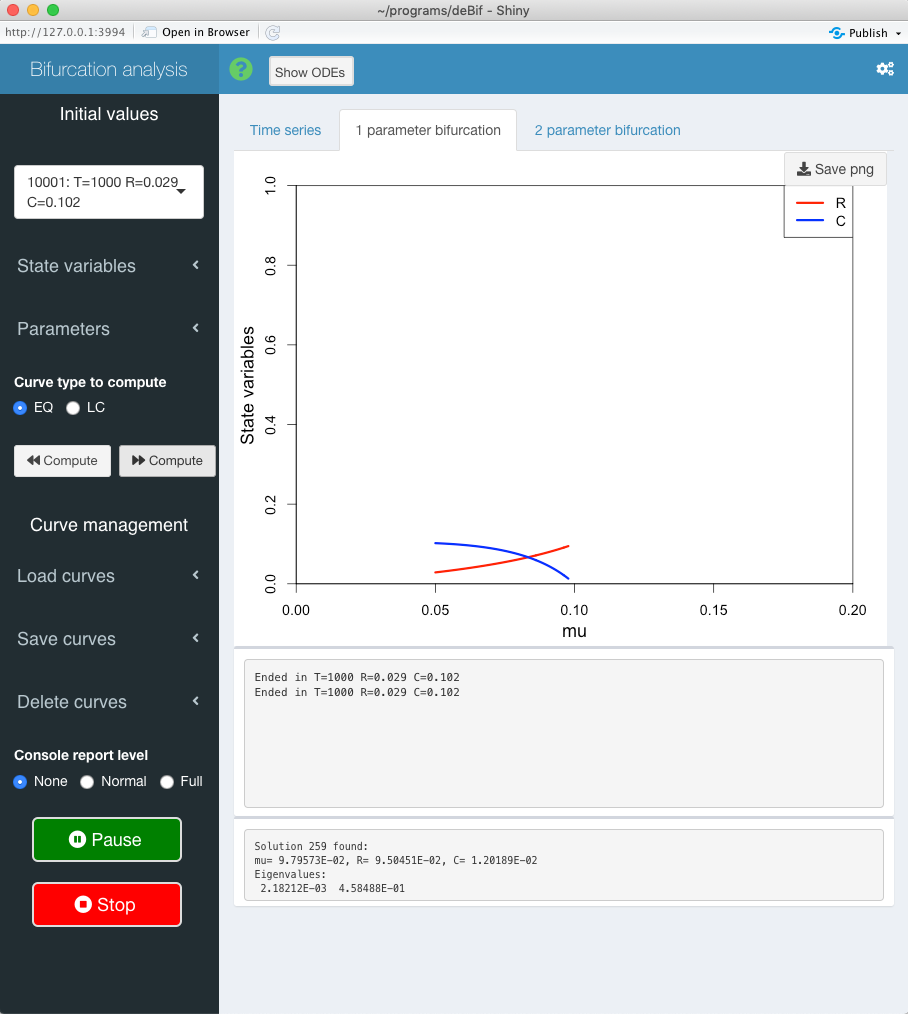 ~/programs/deBif - Shiny
http://127.0.0.1:3994 Open in Browser Publish
Bifurcation analysis
? Show ODEs
Initial values
10001: T=1000 R=0.029
C=0.102
State variables
Parameters
Curve type to compute
EQ LC
Compute Compute
Curve management
Load curves
Save curves
Delete curves
Console report level
None Normal Full
Pause
Stop
Time series 1 parameter bifurcation 2 parameter bifurcation
Save png
R
C
State variables
1.0
0.8
0.6
0.4
0.2
0.0
0.00 0.05 0.10 0.15 0.20
mu
Ended in T=1000 R=0.029 C=0.102
Ended in T=1000 R=0.029 C=0.102
Solution 259 found:
mu= 9.79573E-02, R= 9.50451E-02, C= 1.20189E-02
Eigenvalues:
2.18212E-03 4.58488E-01